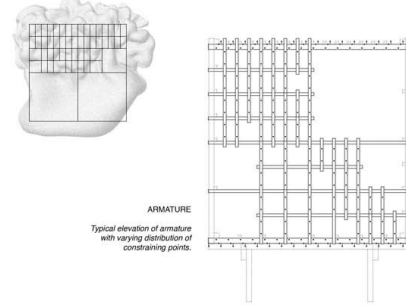 ARMATURE
Typical elevation of armature
with varying distribution of
constraining points.